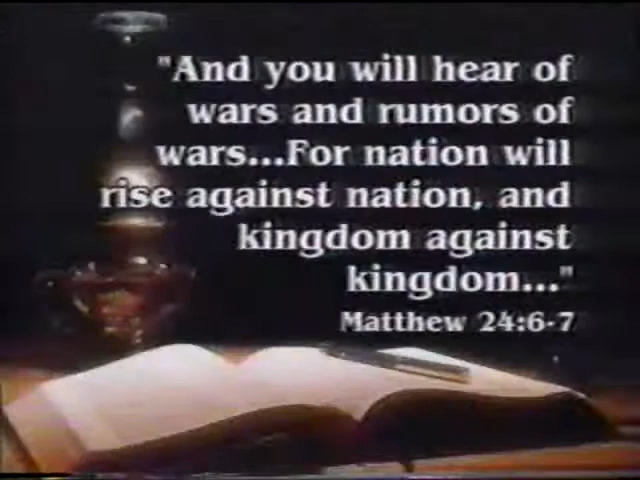 "And you will hear of
wars and rumors of
wars...For nation will
rise against nation, and
kingdom against
kingdom..."
Matthew 24:6-7